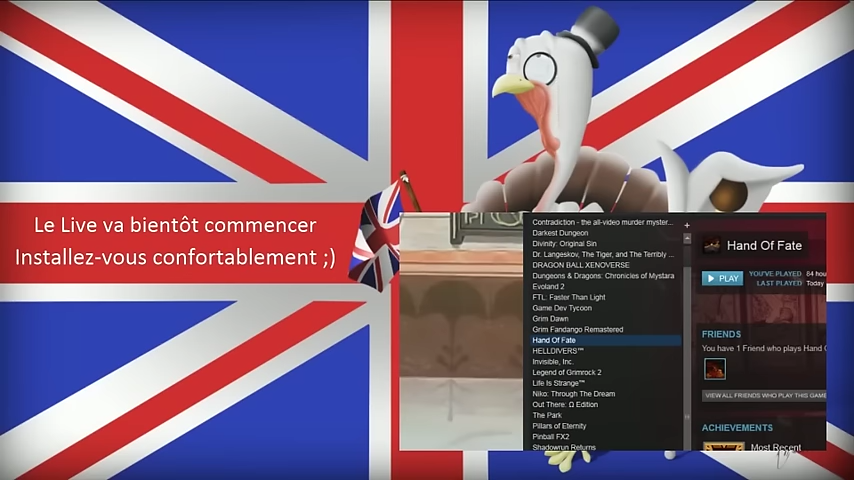 Le Live va bientôt commencer
Installez-vous confortablement ;)
Contradiction - the all-video murder myster...
Darkest Dungeon
Divinity: Original Sin
Dr. Langeskov, The Tiger, and The Terribly ...
DRAGON BALL XENOVERSE
Dungeons & Dragons: Chronicles of Mystara
Evoland 2
FTL: Faster Than Light
Game Dev Tycoon
Grim Dawn
Grim Fandango Remastered
Hand Of Fate
HELLDIVERS™
Invisible, Inc.
Legend of Grimrock 2
Life Is Strange™
Niko: Through The Dream
Out There: Ω Edition
The Park
Pillars of Eternity
Pinball FX2
Shadowrun Returns
+
Hand Of Fate
PLAY
YOU'VE PLAYED 84 hou
LAST PLAYED Today
FRIENDS
You have 1 Friend who plays Hand
VIEW ALL FRIENDS WHO PLAY THIS GAME
ACHIEVEMENTS
Most Recent